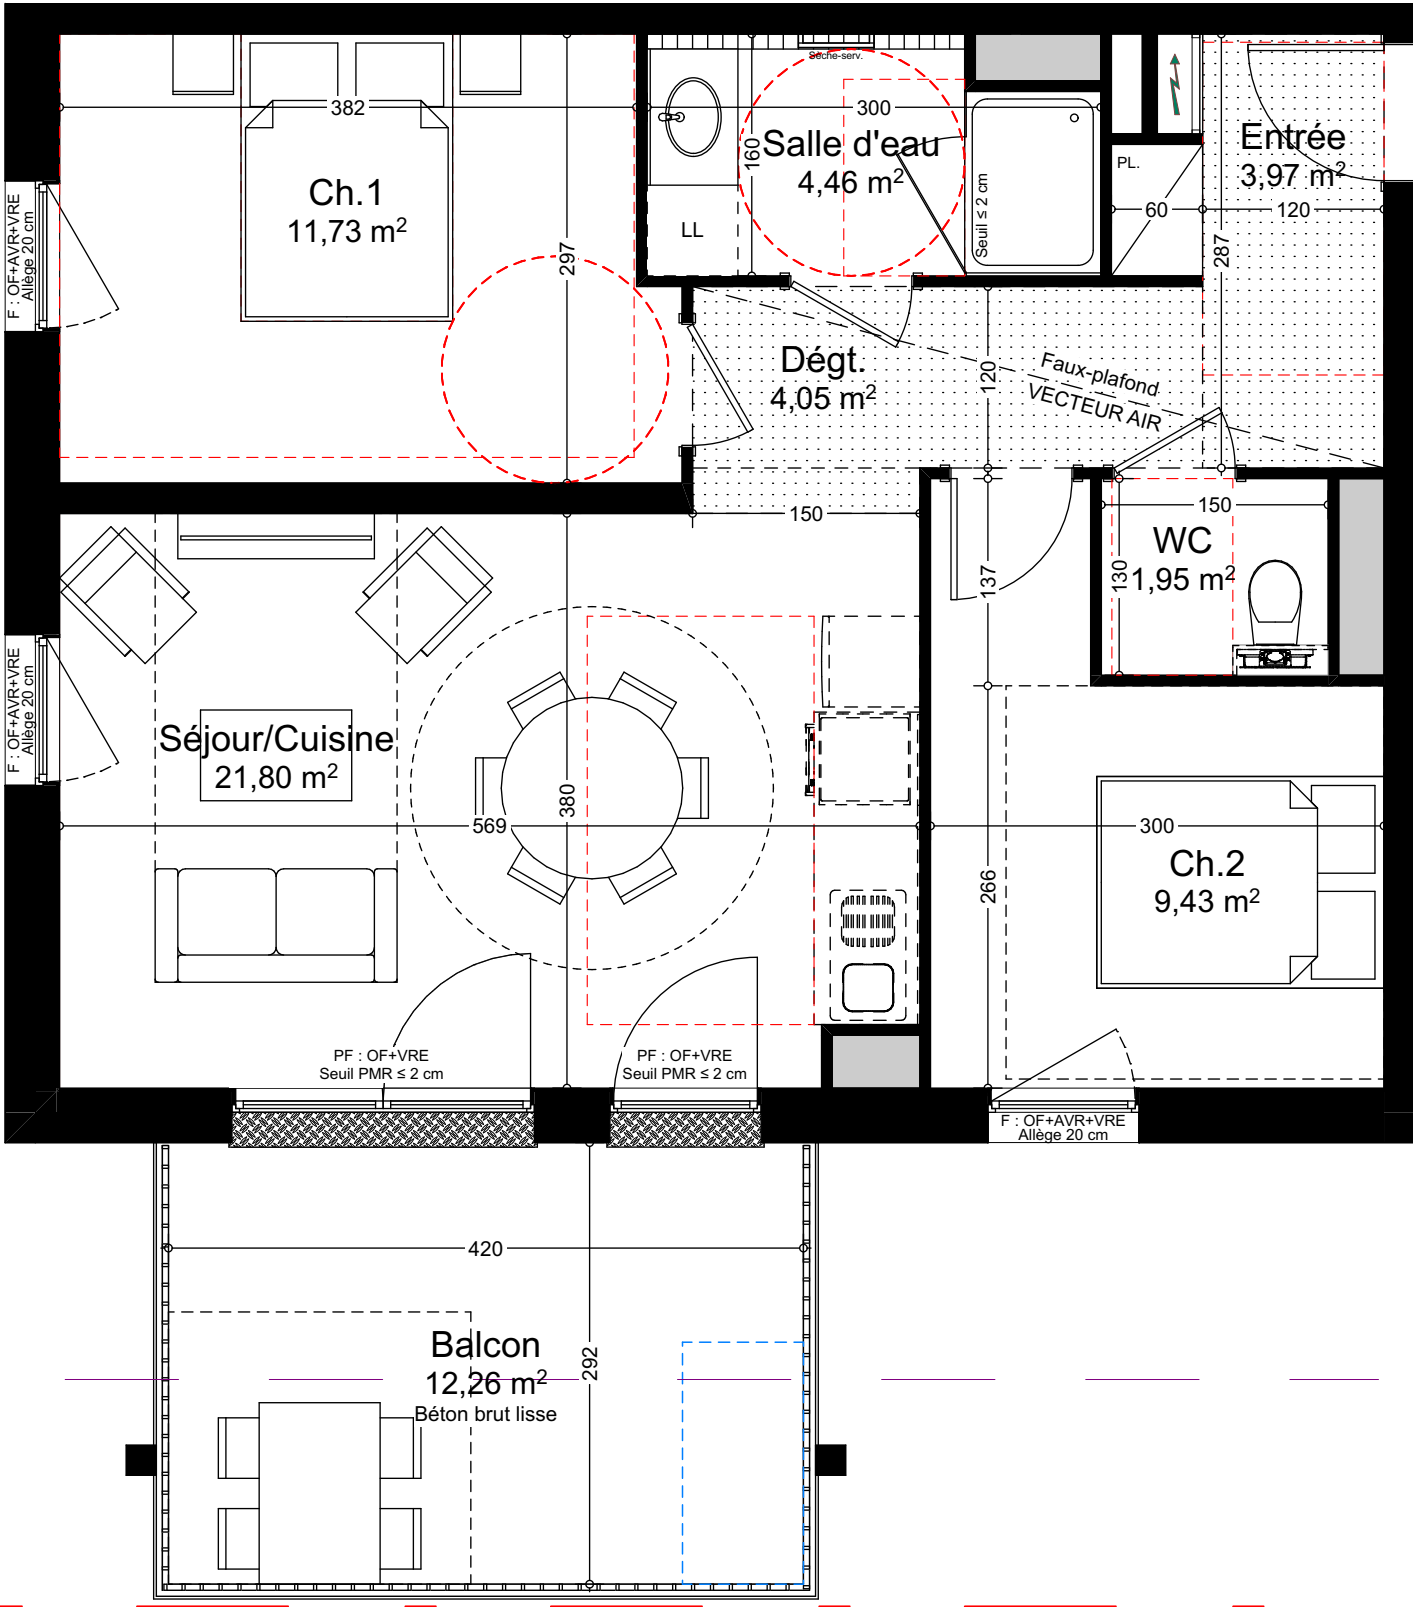 Sèche-serv.
382
300
Salle d'eau
4,46 m²
160
Entrée
3,97 m²
PL.
60
120
Ch.1
11,73 m²
F : OF+AVR+VRE
Allège 20 cm
LL
Seuil ≤ 2 cm
297
287
Dégt.
4,05 m²
120
Faux-plafond
VECTEUR AIR
150
150
WC
1,95 m²
130
137
F : OF+AVR+VRE
Allège 20 cm
Séjour/Cuisine
21,80 m²
380
569
300
Ch.2
9,43 m²
266
PF : OF+VRE
Seuil PMR ≤ 2 cm
PF : OF+VRE
Seuil PMR ≤ 2 cm
F : OF+AVR+VRE
Allège 20 cm
420
Balcon
12,26 m²
Béton brut lisse
292